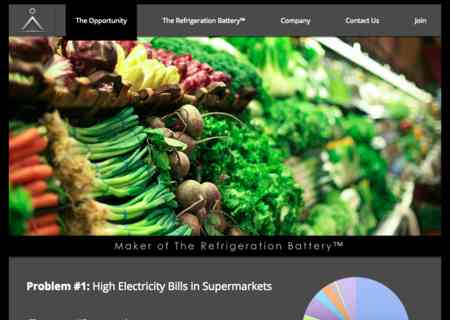 The Opportunity
The Refrigeration Battery™
Company
Contact Us
Join
Maker of The Refrigeration Battery™
Problem #1: High Electricity Bills in Supermarkets